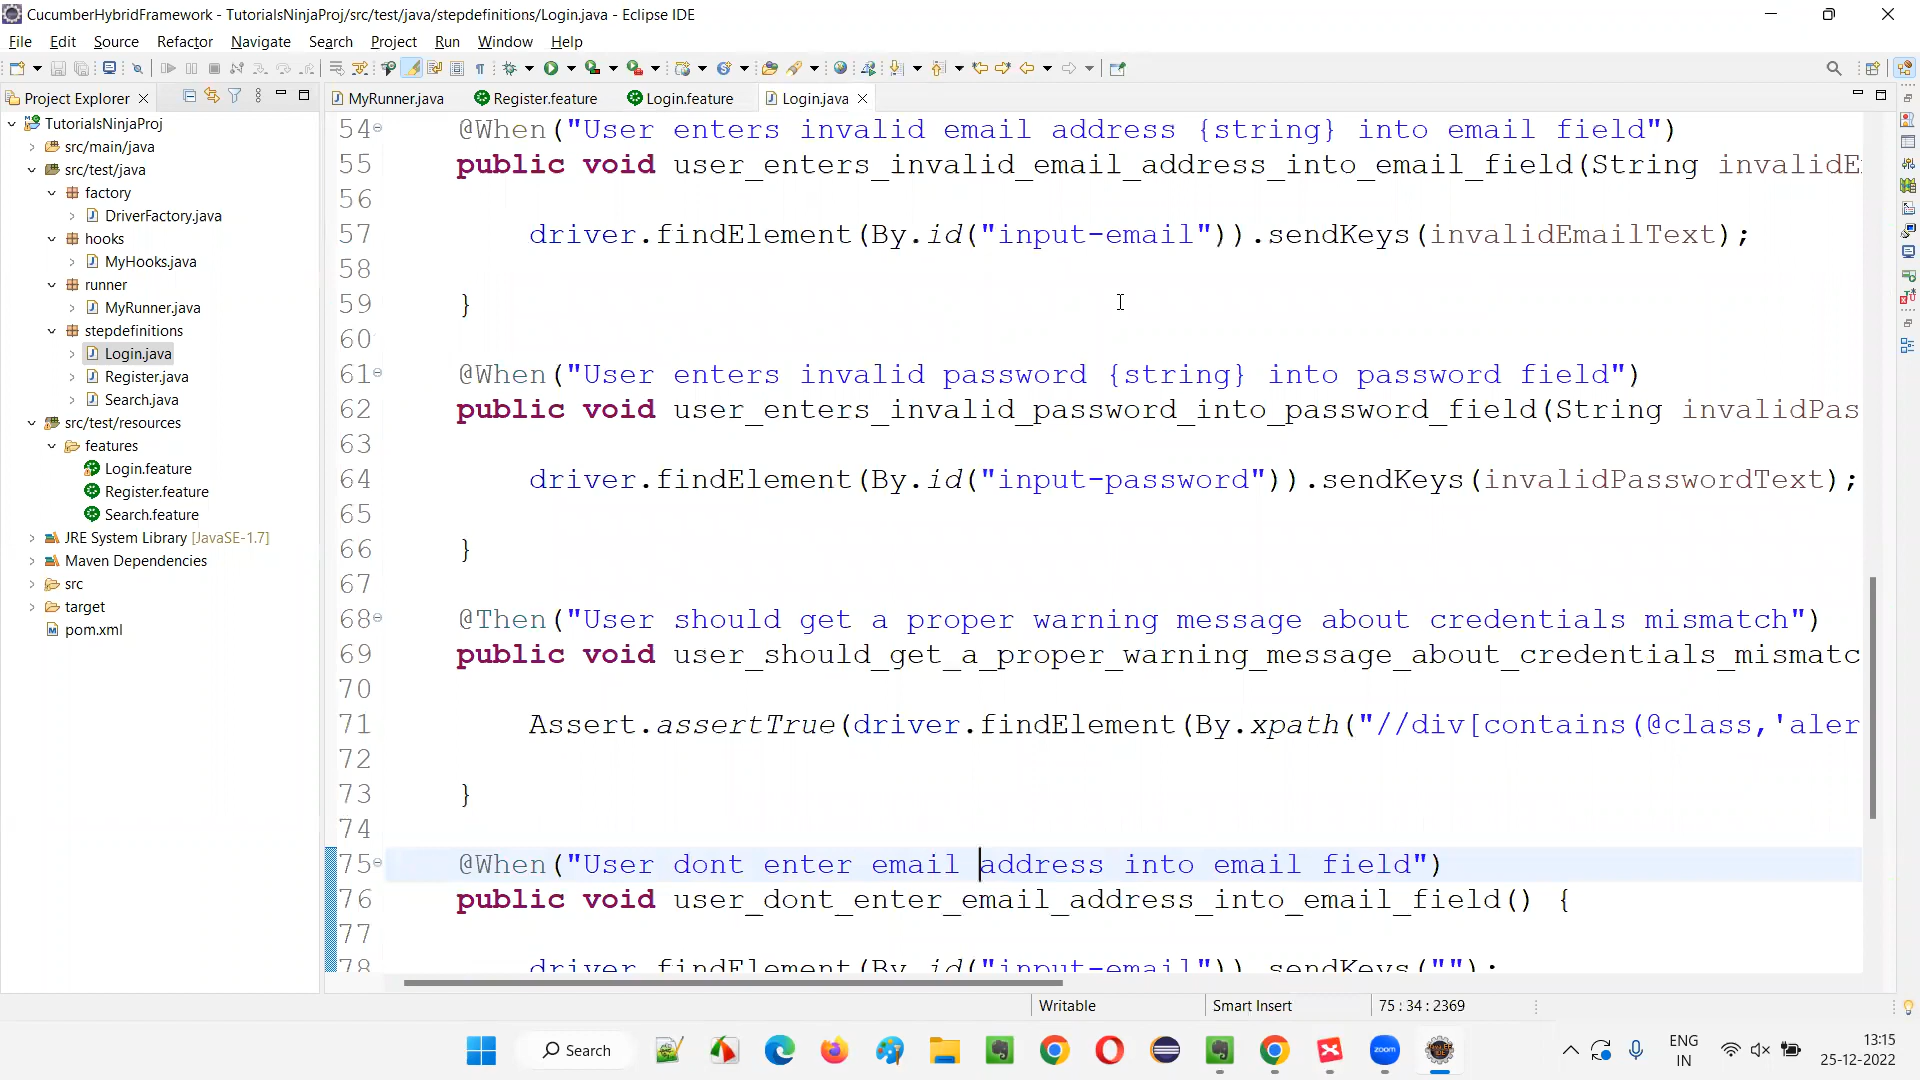 CucumberHybridFramework - TutorialsNinjaProj/src/test/java/stepdefinitions/Login.java - Eclipse IDE
File Edit Source Refactor Navigate Search Project Run Window Help
Project Explorer
MyRunner.java Register.feature Login.feature Login.java
TutorialsNinjaProj
src/main/java
src/test/java
factory
DriverFactory.java
hooks
MyHooks.java
runner
MyRunner.java
stepdefinitions
Login.java
Register.java
Search.java
src/test/resources
features
Login.feature
Register.feature
Search.feature
JRE System Library [JavaSE-1.7]
Maven Dependencies
src
target
pom.xml
54 @When("User enters invalid email address {string} into email field")
55 public void user_enters_invalid_email_address_into_email_field(String invalidE
56
57 driver.findElement(By.id("input-email")).sendKeys(invalidEmailText);
58
59 }
60
61 @When("User enters invalid password {string} into password field")
62 public void user_enters_invalid_password_into_password_field(String invalidPas
63
64 driver.findElement(By.id("input-password")).sendKeys(invalidPasswordText);
65
66 }
67
68 @Then("User should get a proper warning message about credentials mismatch")
69 public void user_should_get_a_proper_warning_message_about_credentials_mismatc
70
71 Assert.assertTrue(driver.findElement(By.xpath("//div[contains(@class,'aler
72
73 }
74
75 @When("User dont enter email address into email field")
76 public void user_dont_enter_email_address_into_email_field() {
77
78 driver.findElement(By.id("input-email")).sendKeys("");
Writable Smart Insert 75 : 34 : 2369
Search
zoom
ENG
IN
13:15
25-12-2022